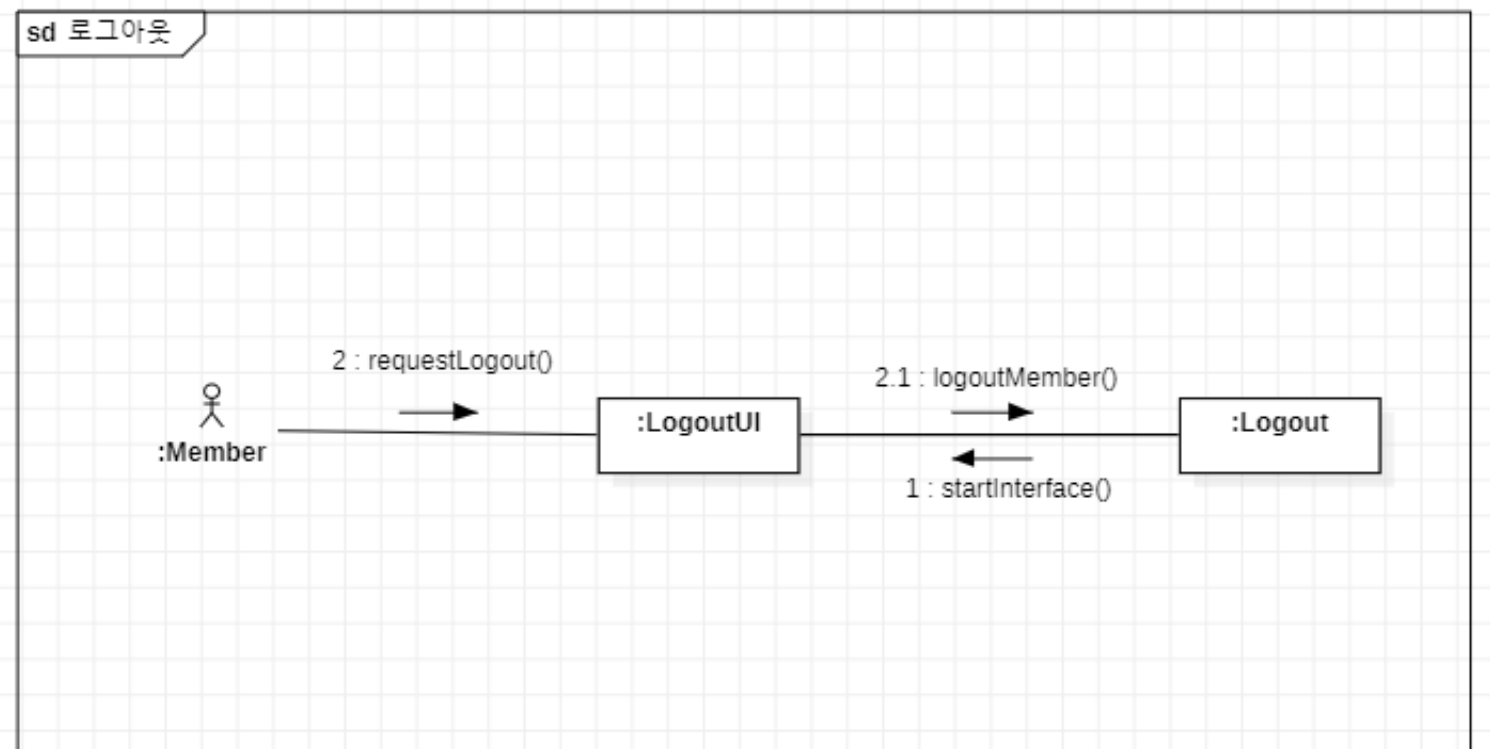 sd 로그아웃
2 : requestLogout()
2.1 : logoutMember()
:Member
:LogoutUI
:Logout
1 : startInterface()